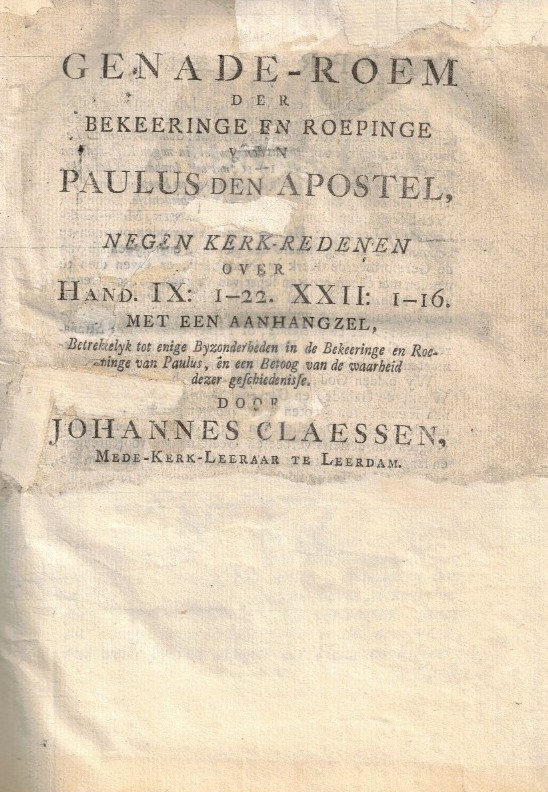 GENADE-ROEM
DER
BEKEERINGE EN ROEPINGE
VAN
PAULUS DEN APOSTEL,
NEGEN KERK-REDENEN
OVER
HAND. IX: 1-22. XXII: 1-16.
MET EEN AANHANGZEL,
Betrekkelyk tot enige Byzonderheden in de Bekeeringe en Roe-
pinge van Paulus, en een Betoog van de waarheid
dezer geschiedenisse.
DOOR
JOHANNES CLAESSEN,
MEDE-KERK-LEERAAR TE LEERDAM.